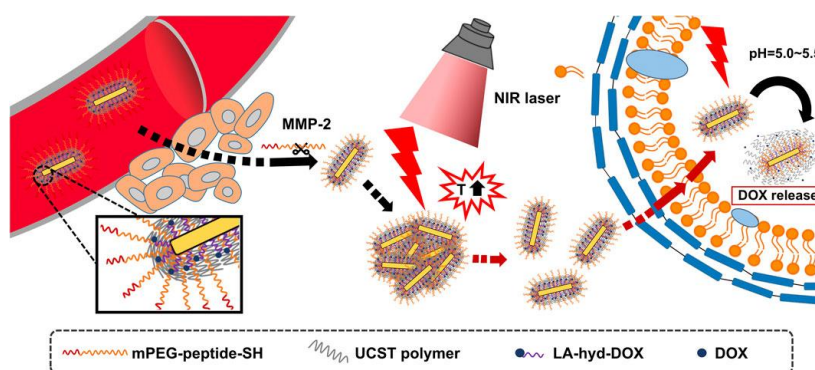 MMP-2
NIR laser
T
pH=5.0~5.5
DOX release
mPEG-peptide-SH
UCST polymer
LA-hyd-DOX
DOX